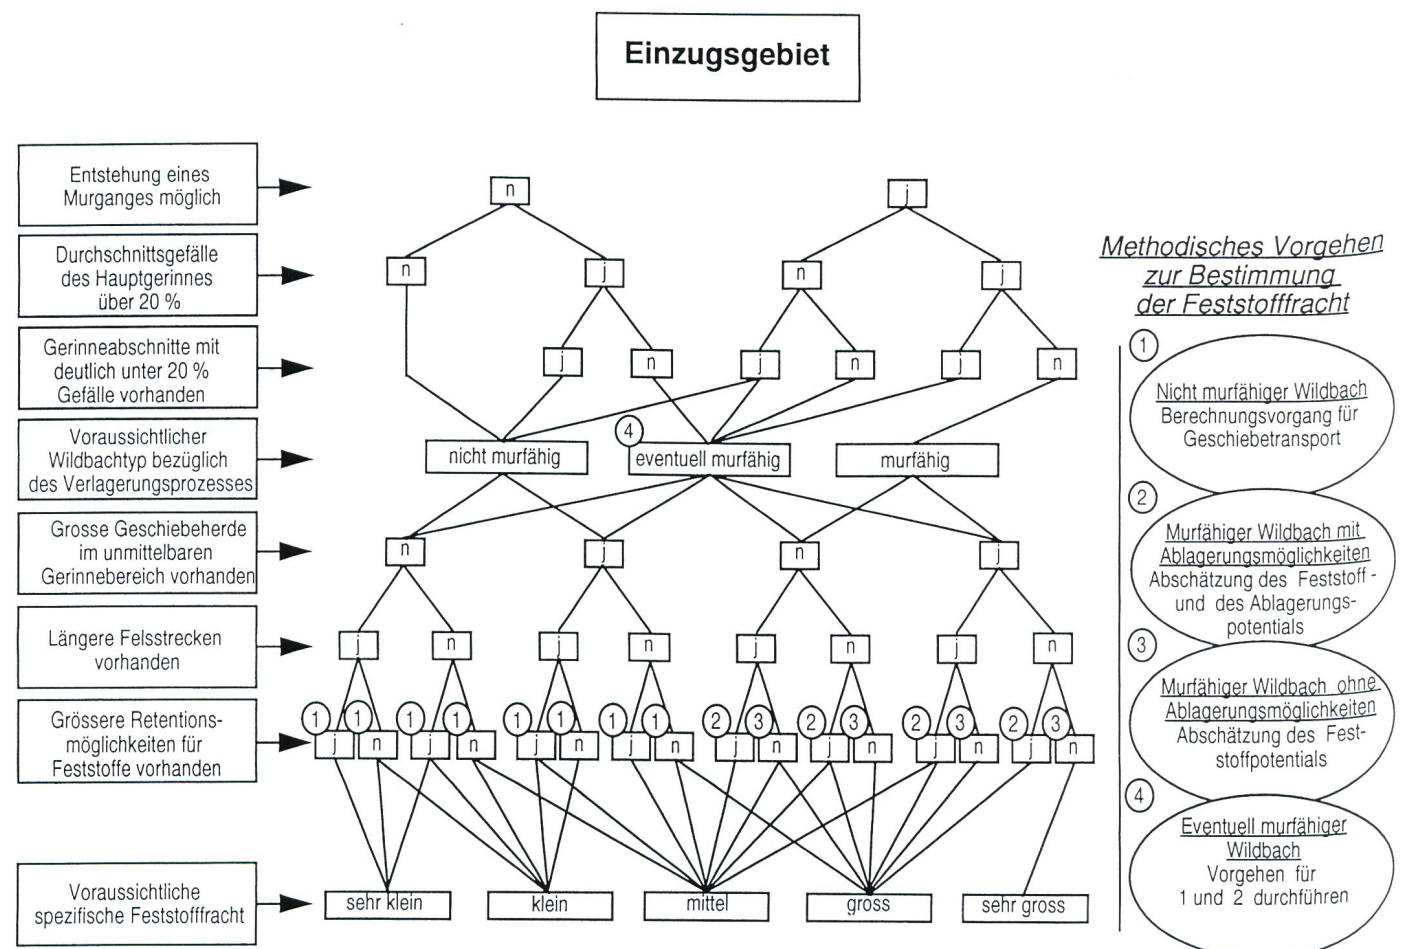 Einzugsgebiet
Entstehung eines
Murganges möglich
n
j
Durchschnittsgefälle
des Hauptgerinnes
über 20 %
n
j
n
j
Gerinneabschnitte mit
deutlich unter 20 %
Gefälle vorhanden
j
n
j
n
j
n
Voraussichtlicher
Wildbachtyp bezüglich
des Verlagerungsprozesses
nicht murfähig
4
eventuell murfähig
murfähig
Grosse Geschiebeherde
im unmittelbaren
Gerinnebereich vorhanden
n
j
n
j
Längere Felsstrecken
vorhanden
j
n
j
n
j
n
j
n
Grössere Retentions-
möglichkeiten für
Feststoffe vorhanden
1 1 1 1 1 1 1 1 2 3 2 3 2 3 2 3
j n j n j n j n j n j n j n j n
Voraussichtliche
spezifische Feststofffracht
sehr klein
klein
mittel
gross
sehr gross
Methodisches Vorgehen
zur Bestimmung
der Feststofffracht
1
Nicht murfähiger Wildbach
Berechnungsvorgang für
Geschiebetransport
2
Murfähiger Wildbach mit
Ablagerungsmöglichkeiten
Abschätzung des Feststoff -
und des Ablagerungs-
potentials
3
Murfähiger Wildbach ohne
Ablagerungsmöglichkeiten
Abschätzung des Fest-
stoffpotentials
4
Eventuell murfähiger
Wildbach
Vorgehen für
1 und 2 durchführen